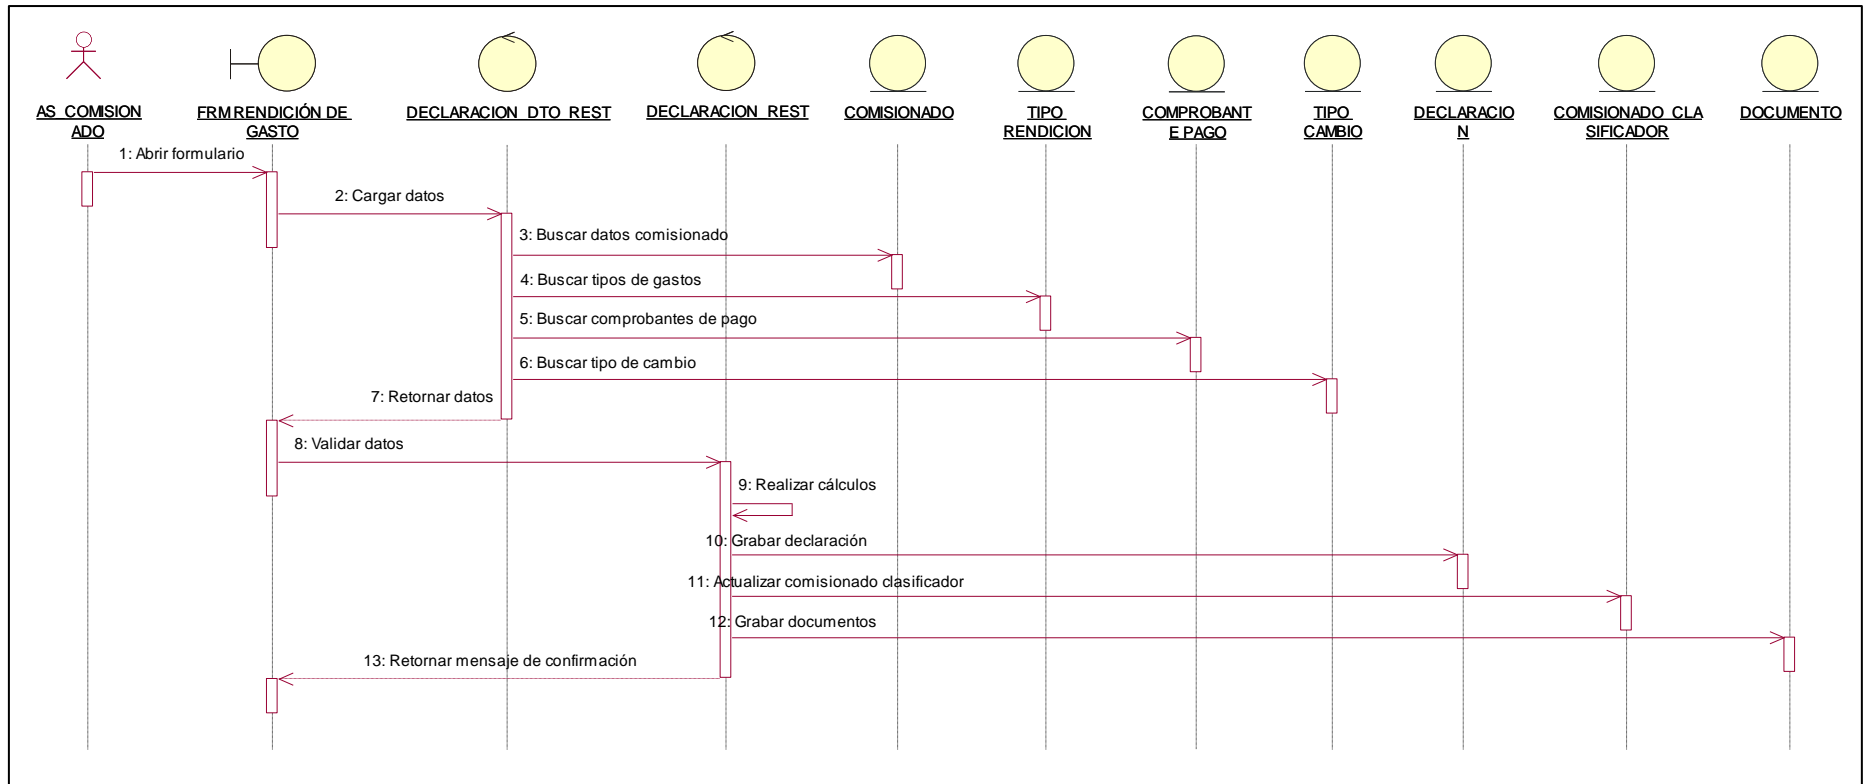 AS_COMISION
ADO
FRM RENDICIÓN DE
GASTO
DECLARACION_DTO_REST
DECLARACION_REST
COMISIONADO
TIPO
RENDICION
COMPROBANT
E PAGO
TIPO
CAMBIO
DECLARACIO
N
COMISIONADO_CLA
SIFICADOR
DOCUMENTO
1: Abrir formulario
2: Cargar datos
3: Buscar datos comisionado
4: Buscar tipos de gastos
5: Buscar comprobantes de pago
6: Buscar tipo de cambio
7: Retornar datos
8: Validar datos
9: Realizar cálculos
10: Grabar declaración
11: Actualizar comisionado clasificador
12: Grabar documentos
13: Retornar mensaje de confirmación